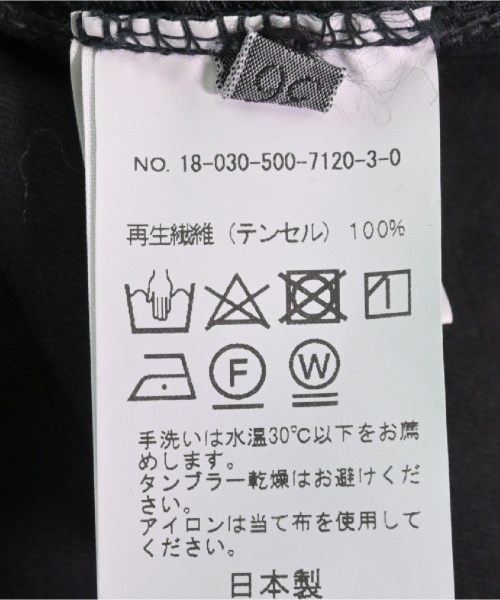 OC
NO. 18-030-500-7120-3-0
再生繊維（テンセル）100%
F
W
手洗いは水温30℃以下をお薦
めします。
タンブラー乾燥はお避けくだ
さい。
アイロンは当て布を使用して
ください。
日本製